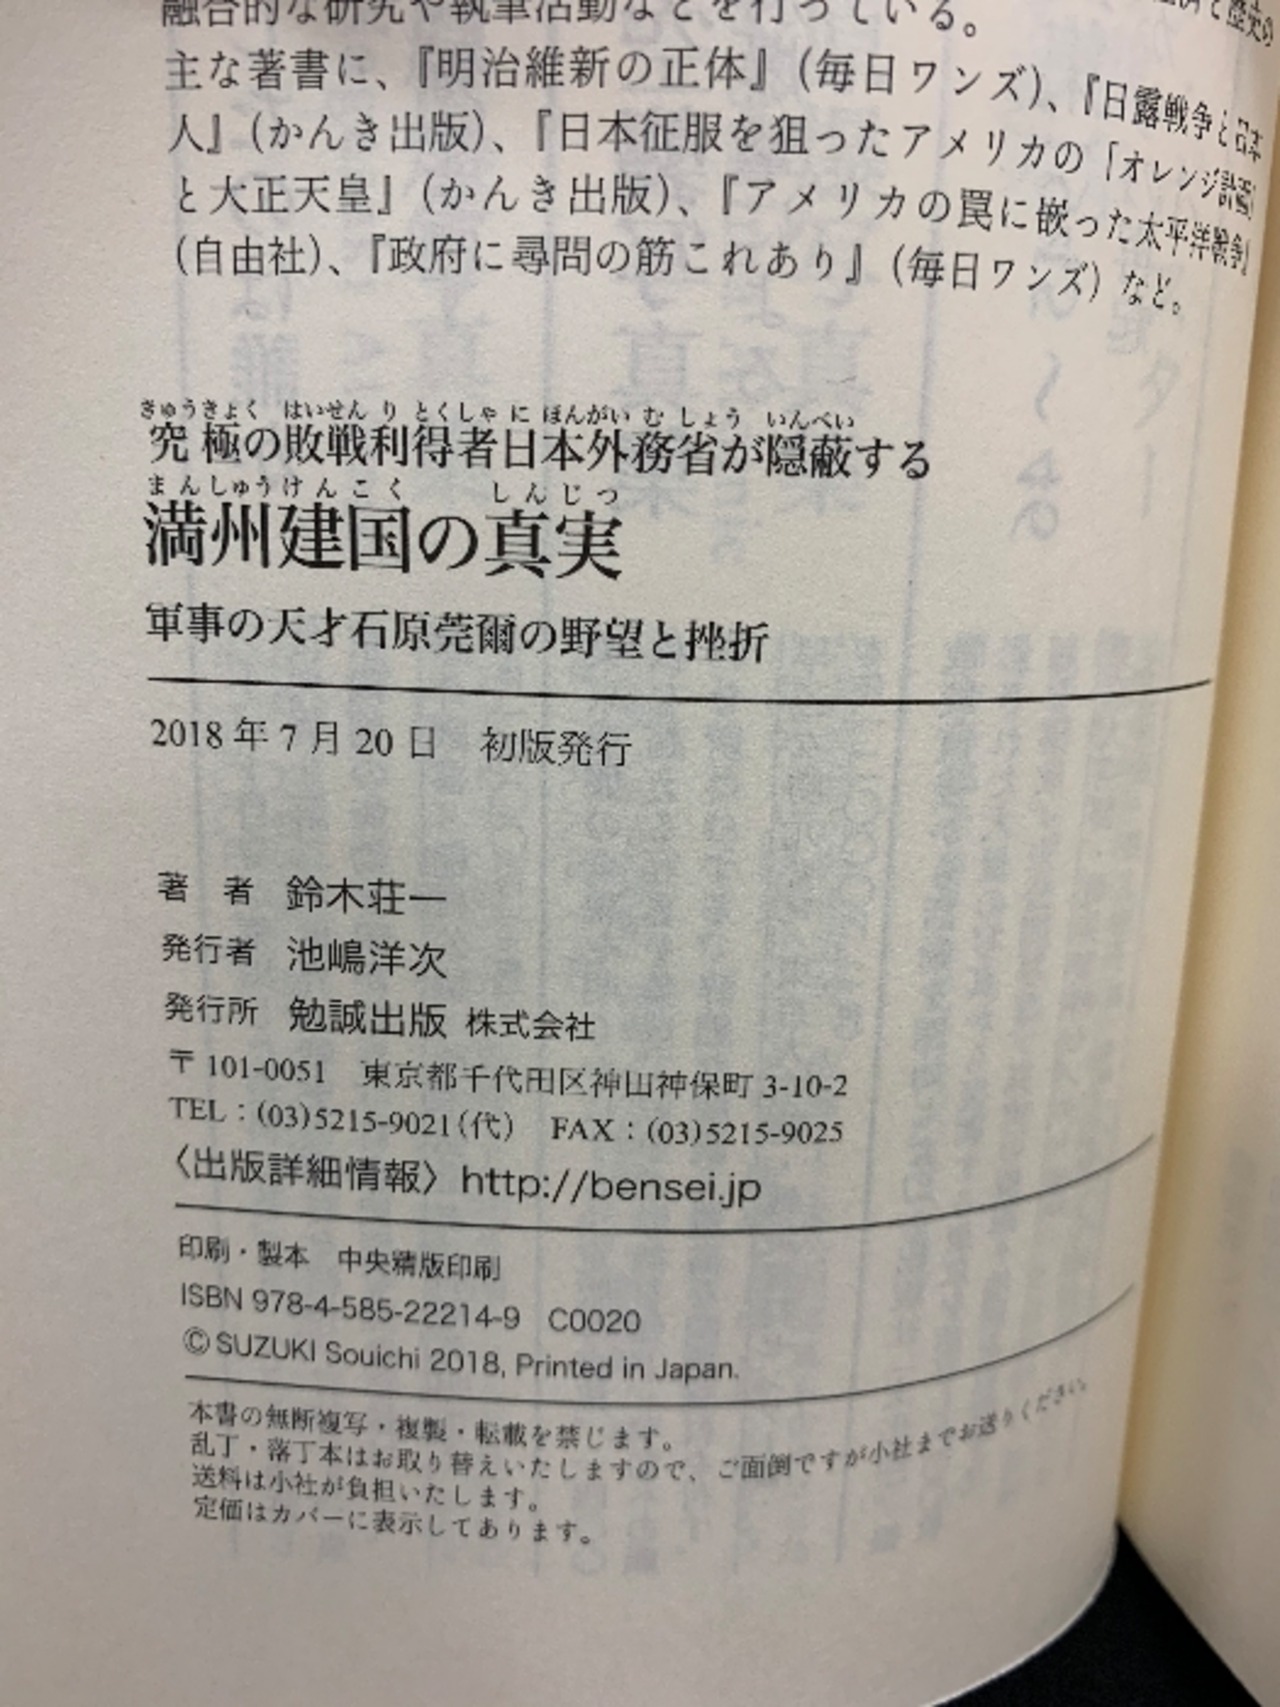 融合的な研究や執筆活動などを行っている。
主な著書に、『明治維新の正体』(毎日ワンズ)、『日露戦争と日本
人』(かんき出版)、『日本征服を狙ったアメリカの「オレンジ計画」
と大正天皇』(かんき出版)、『アメリカの罠に嵌った太平洋戦争』
(自由社)、『政府に尋問の筋これあり』(毎日ワンズ) など。
きゅうきょく はいせん り とくしゃ に ほんがい む しょう いんぺい
究極の敗戦利得者日本外務省が隠蔽する
まんしゅうけんこく しんじつ
満州建国の真実
軍事の天才石原莞爾の野望と挫折
2018年7月20日 初版発行
著 者 鈴木荘一
発行者 池嶋洋次
発行所 勉誠出版 株式会社
〒101-0051 東京都千代田区神田神保町 3-10-2
TEL:(03)5215-9021(代) FAX:(03)5215-9025
〈出版詳細情報〉http://bensei.jp
印刷・製本 中央精版印刷
ISBN 978-4-585-22214-9 C0020
© SUZUKI Souichi 2018, Printed in Japan.
本書の無断複写・複製・転載を禁じます。
乱丁・落丁本はお取り替えいたしますので、ご面倒ですが小社までお送りください。
送料は小社が負担いたします。
定価はカバーに表示してあります。